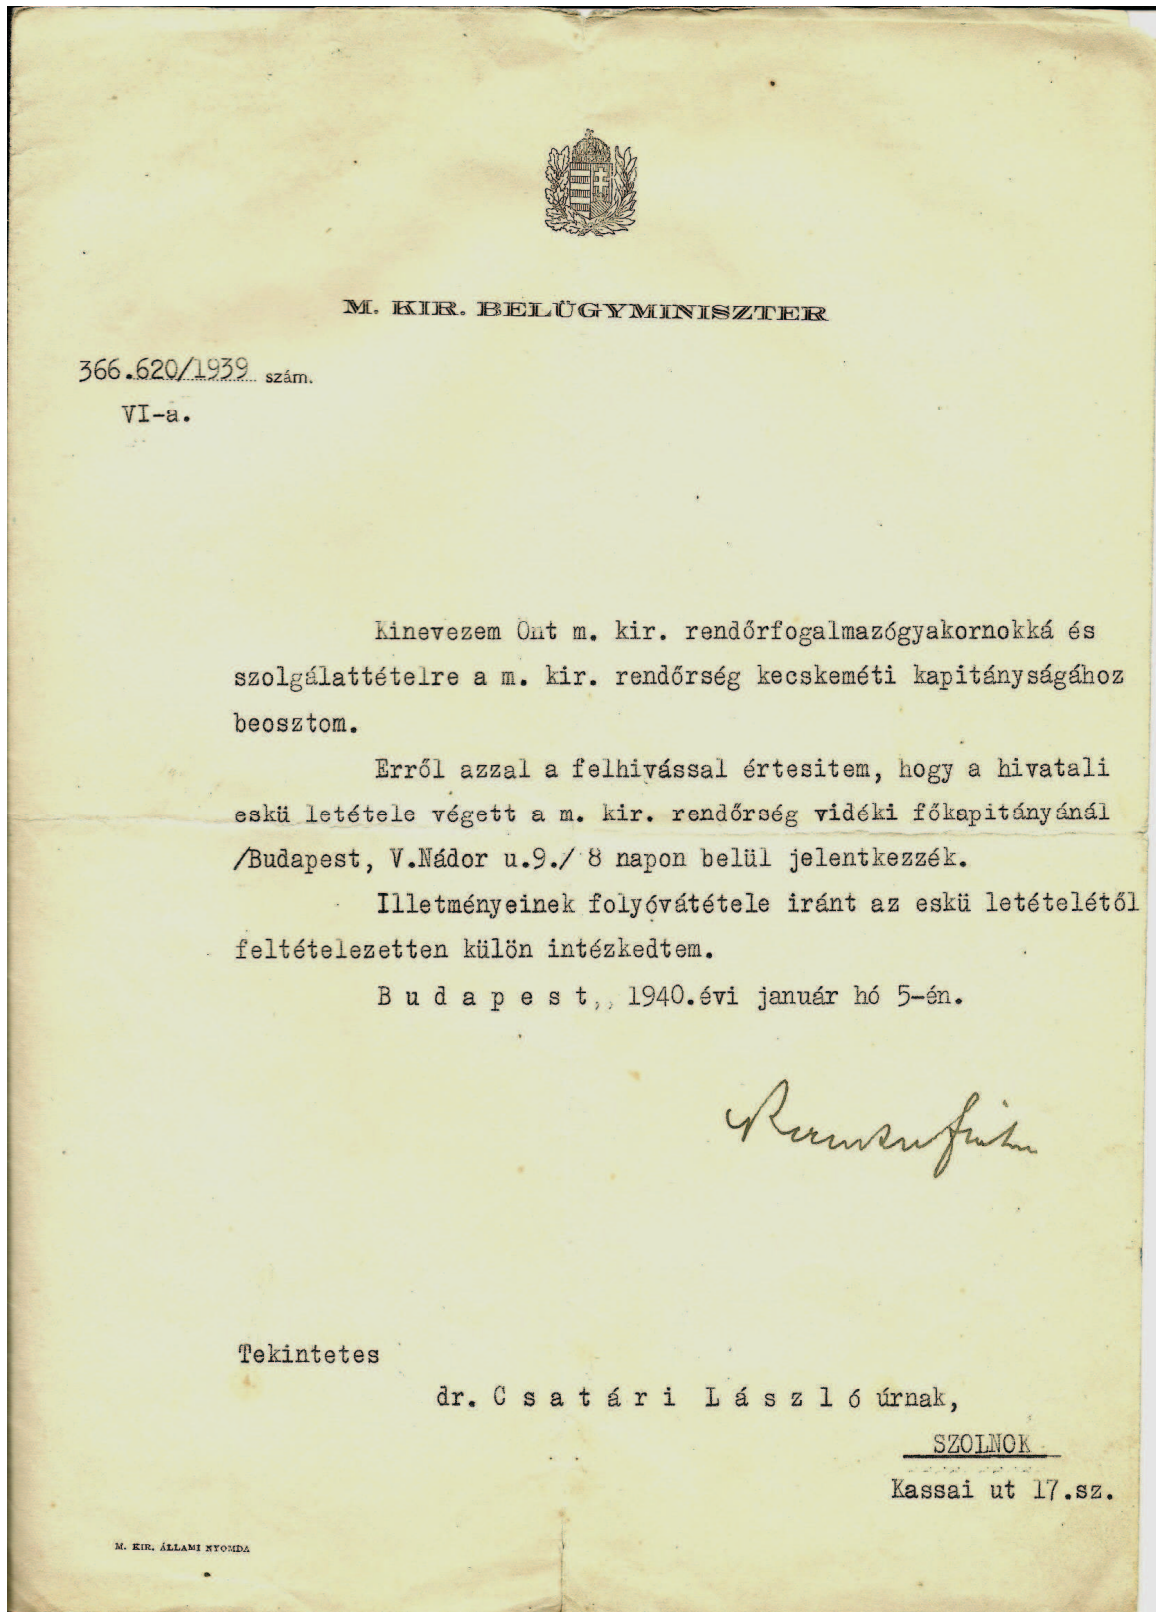 M. KIR. BELÜGYMINISZTER
366.620/1939 szám.
VI-a.
Kinevezem Önt m. kir. rendőrfogalmazógyakornokká és
szolgálattételre a m. kir. rendőrség kecskeméti kapitányságához
beosztom.
Erről azzal a felhivással értesitem, hogy a hivatali
eskü letétele végett a m. kir. rendőrség vidéki főkapitányánál
/Budapest, V.Nádor u.9./ 8 napon belül jelentkezzék.
Illetményeinek folyóvátétele iránt az eskü letételétől
feltételezetten külön intézkedtem.
B u d a p e s t,, 1940.évi január hó 5-én.
Tekintetes
dr. C s a t á r i L á s z l ó úrnak,
SZOLNOK
Kassai ut 17.sz.
M. KIR. ÁLLAMI NYOMDA